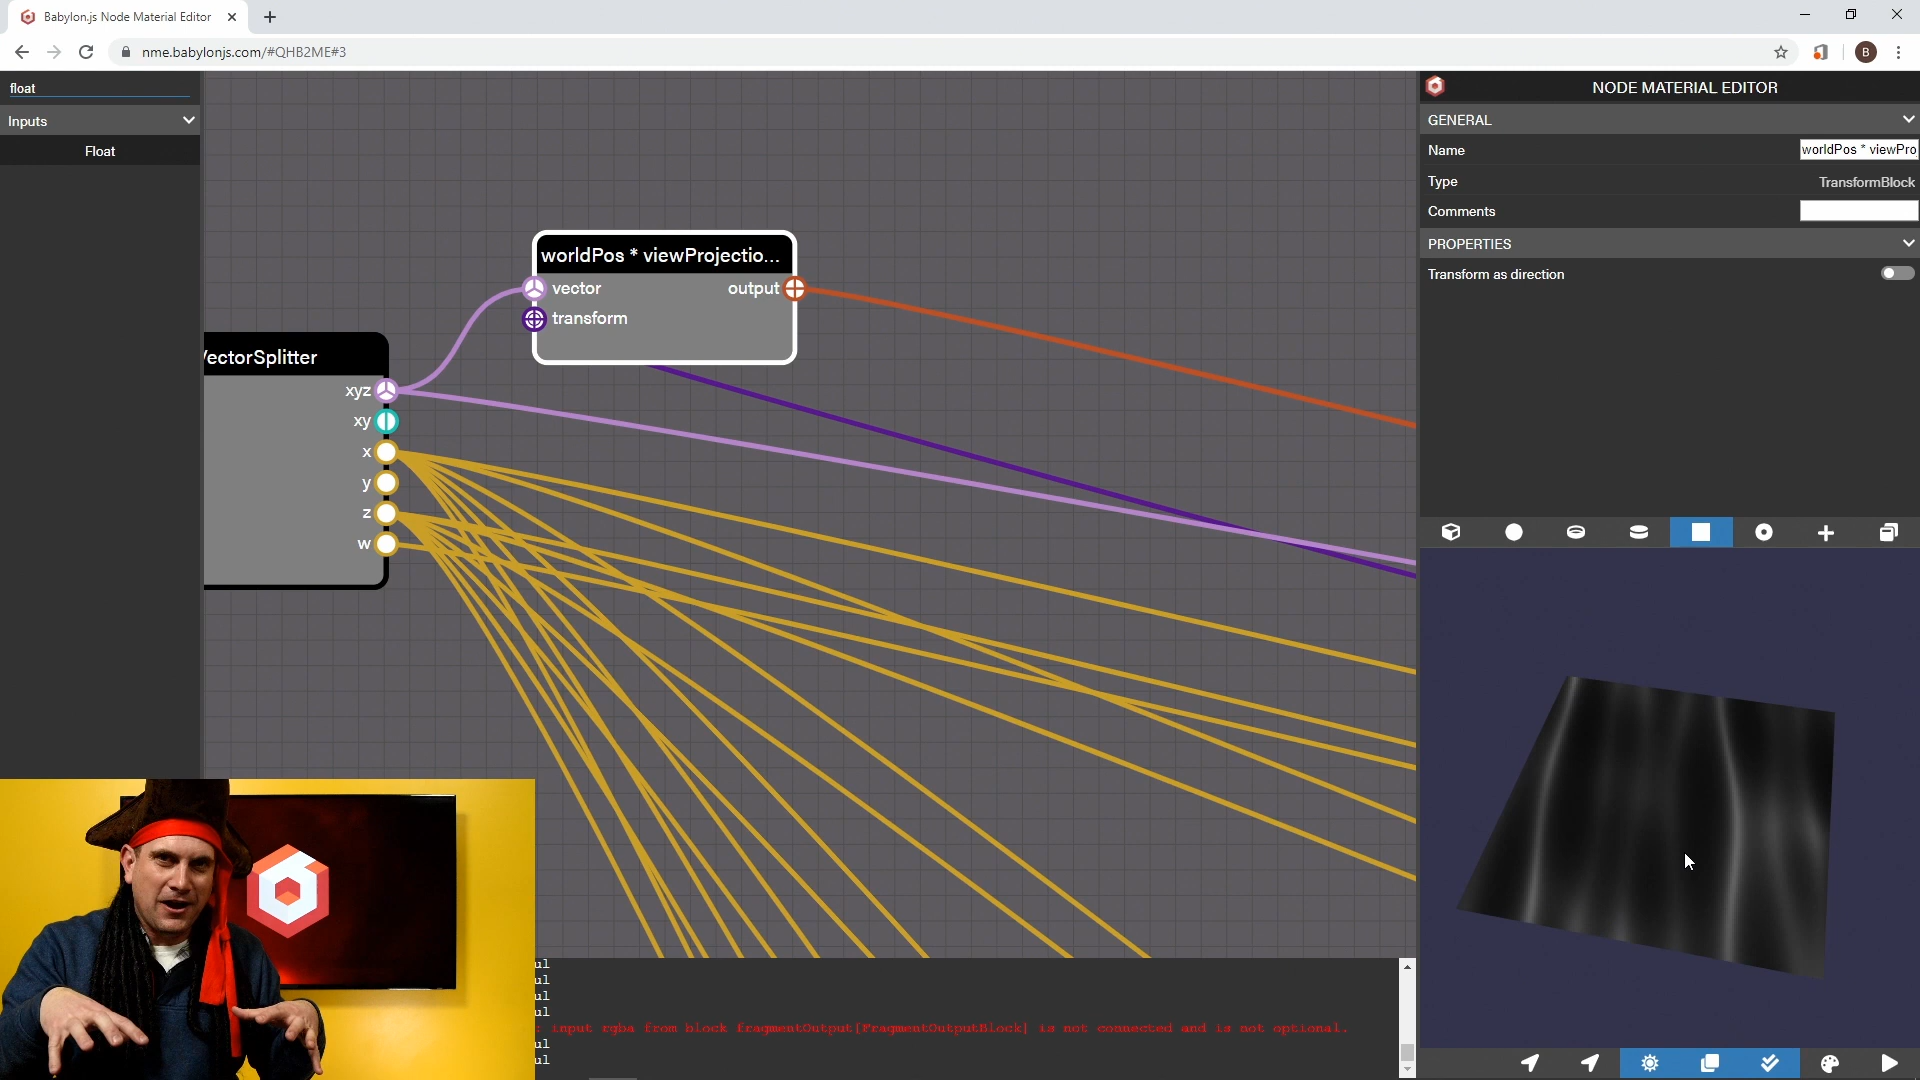 Babylon.js Node Material Editor
nme.babylonjs.com/#QHB2ME#3
B
float
Inputs
Float
worldPos * viewProjectio...
vector
output
transform
VectorSplitter
xyz
xy
x
y
z
w
NODE MATERIAL EDITOR
GENERAL
Name
worldPos * viewPro
Type
TransformBlock
Comments
PROPERTIES
Transform as direction
ul
ul
ul
ul
: input rgba from block fragmentOutput[FragmentOutputBlock] is not connected and is not optional.
ul
ul